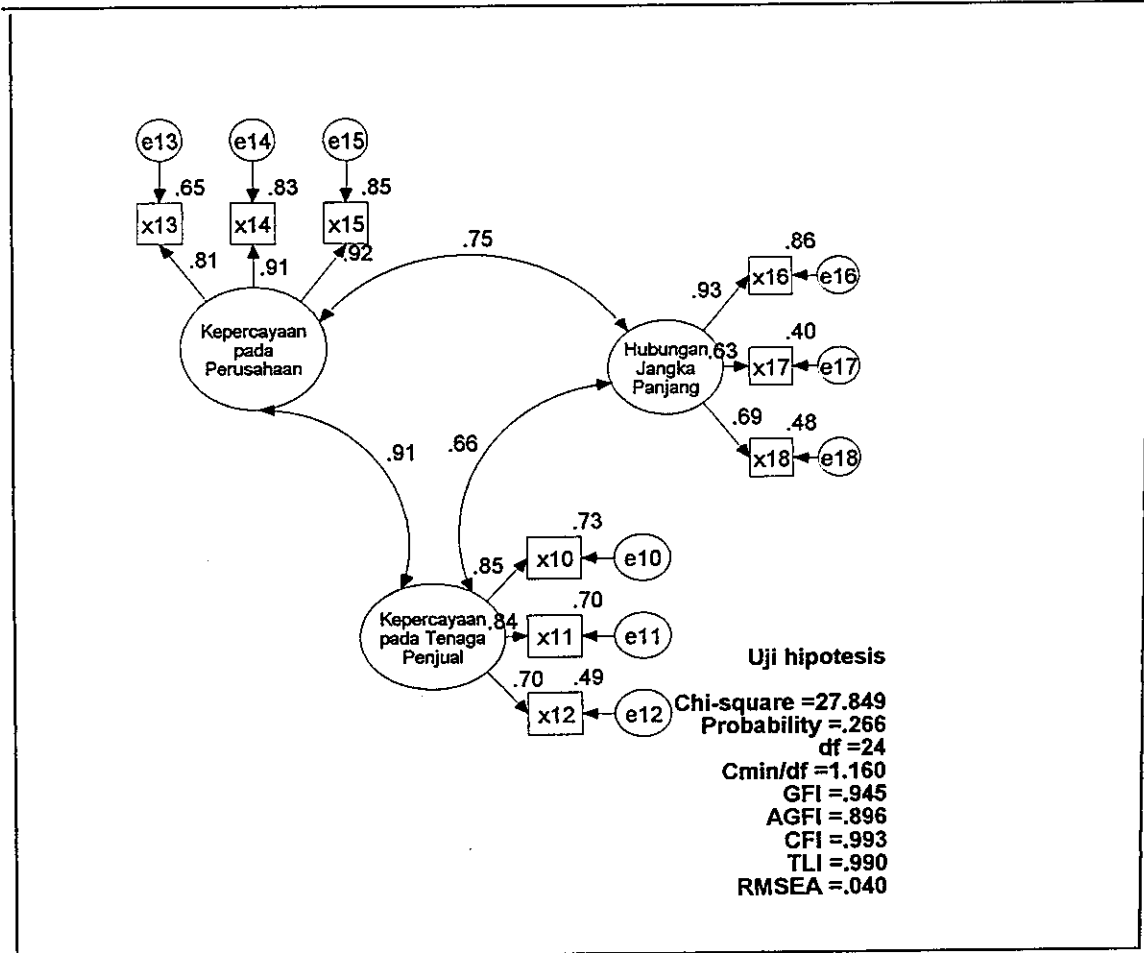 e13 e14 e15
.65 .83 .85
x13 x14 x15
.81 .91 .92
Kepercayaan
pada
Perusahaan
.75
.86
x16 e16
.93
.40
.63 x17 e17
Hubungan
Jangka
Panjang
.69 .48
x18 e18
.91 .66
.73
.85 x10 e10
.70
.84 x11 e11
Kepercayaan
pada Tenaga
Penjual
.70 .49
x12 e12
Uji hipotesis
Chi-square =27.849
Probability =.266
df =24
Cmin/df =1.160
GFI =.945
AGFI =.896
CFI =.993
TLI =.990
RMSEA =.040